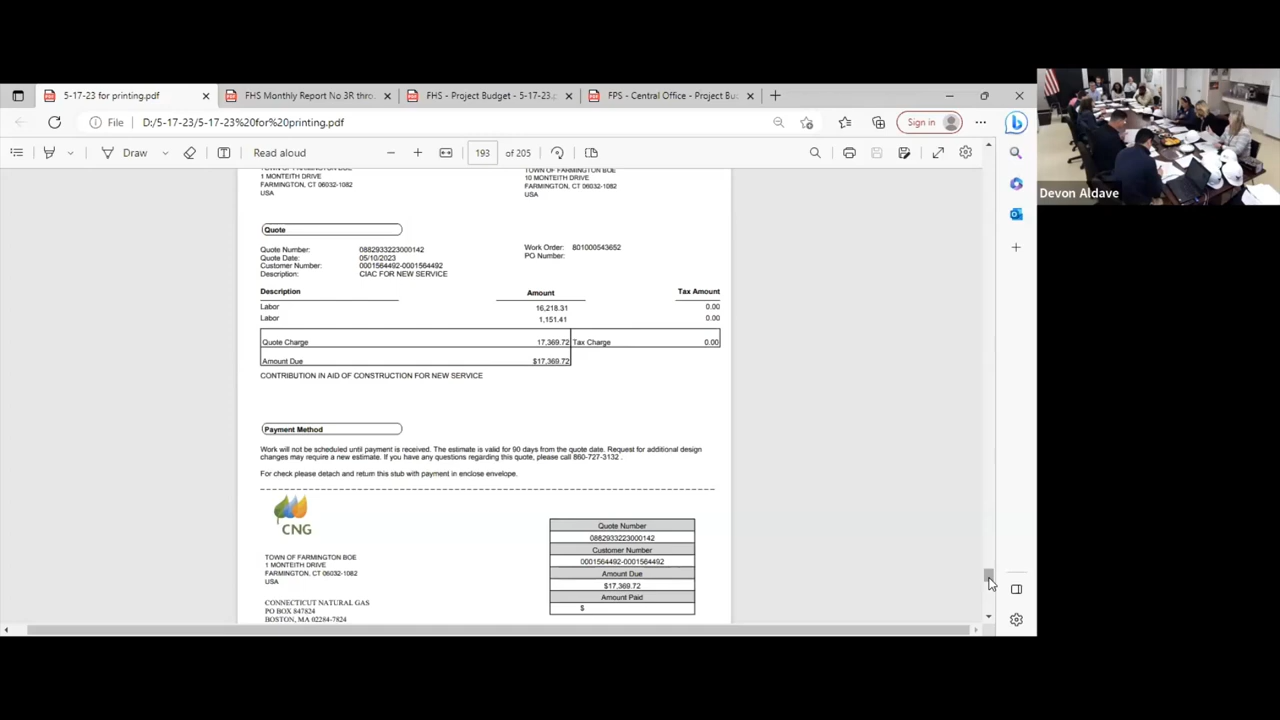 5-17-23 for printing.pdf
FHS Monthly Report No 3R thro
FHS - Project Budget - 5-17-23.p
FPS - Central Office - Project Bu
File
D:/5-17-23/5-17-23%20for%20printing.pdf
Sign in
Draw
Read aloud
193 of 205
TOWN OF FARMINGTON BOE
1 MONTEITH DRIVE
FARMINGTON, CT 06032-1082
USA
TOWN OF FARMINGTON BOE
10 MONTEITH DRIVE
FARMINGTON, CT 06032-1082
USA
Quote
Quote Number: 0882933223000142
Quote Date: 05/10/2023
Customer Number: 0001564492-0001564492
Description: CIAC FOR NEW SERVICE
Work Order: 801000543652
PO Number:
Description Amount Tax Amount
Labor 16,218.31 0.00
Labor 1,151.41 0.00
Quote Charge 17,369.72 Tax Charge 0.00
Amount Due $17,369.72
CONTRIBUTION IN AID OF CONSTRUCTION FOR NEW SERVICE
Payment Method
Work will not be scheduled until payment is received. The estimate is valid for 90 days from the quote date. Request for additional design
changes may require a new estimate. If you have any questions regarding this quote, please call 860-727-3132 .
For check please detach and return this stub with payment in enclose envelope.
CNG
TOWN OF FARMINGTON BOE
1 MONTEITH DRIVE
FARMINGTON, CT 06032-1082
USA
CONNECTICUT NATURAL GAS
PO BOX 847824
BOSTON, MA 02284-7824
Quote Number
0882933223000142
Customer Number
0001564492-0001564492
Amount Due
$17,369.72
Amount Paid
$
Devon Aldave